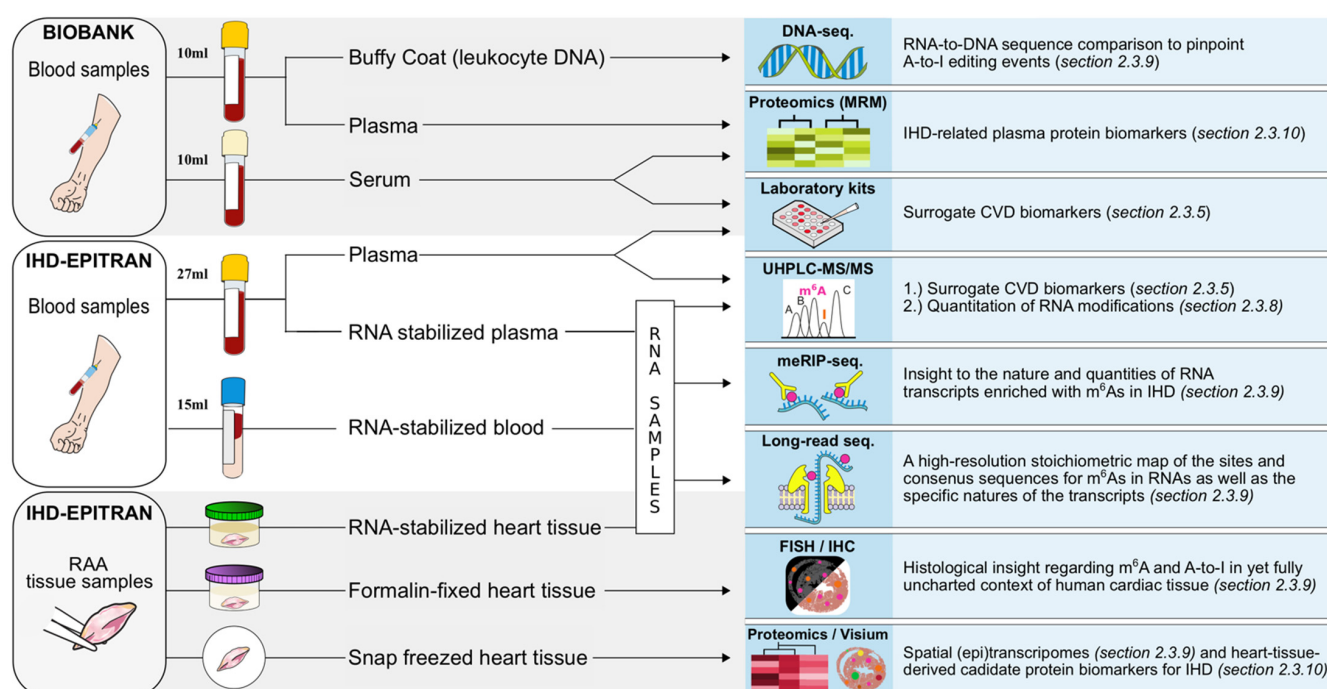 BIOBANK
Blood samples
10ml
Buffy Coat (leukocyte DNA)
Plasma
10ml
Serum
IHD-EPITRAN
Blood samples
27ml
Plasma
RNA stabilized plasma
15ml
RNA-stabilized blood
RNA SAMPLES
IHD-EPITRAN
RAA
tissue samples
RNA-stabilized heart tissue
Formalin-fixed heart tissue
Snap freezed heart tissue
DNA-seq.
RNA-to-DNA sequence comparison to pinpoint
A-to-I editing events (section 2.3.9)
Proteomics (MRM)
IHD-related plasma protein biomarkers (section 2.3.10)
Laboratory kits
Surrogate CVD biomarkers (section 2.3.5)
UHPLC-MS/MS
m⁶A
A B I C
1.) Surrogate CVD biomarkers (section 2.3.5)
2.) Quantitation of RNA modifications (section 2.3.8)
meRIP-seq.
Insight to the nature and quantities of RNA
transcripts enriched with m⁶As in IHD (section 2.3.9)
Long-read seq.
A high-resolution stoichiometric map of the sites and
consensus sequences for m⁶As in RNAs as well as the
specific natures of the transcripts (section 2.3.9)
FISH / IHC
Histological insight regarding m⁶A and A-to-I in yet fully
uncharted context of human cardiac tissue (section 2.3.9)
Proteomics / Visium
Spatial (epi)transcripomes (section 2.3.9) and heart-tissue-
derived cadidate protein biomarkers for IHD (section 2.3.10)